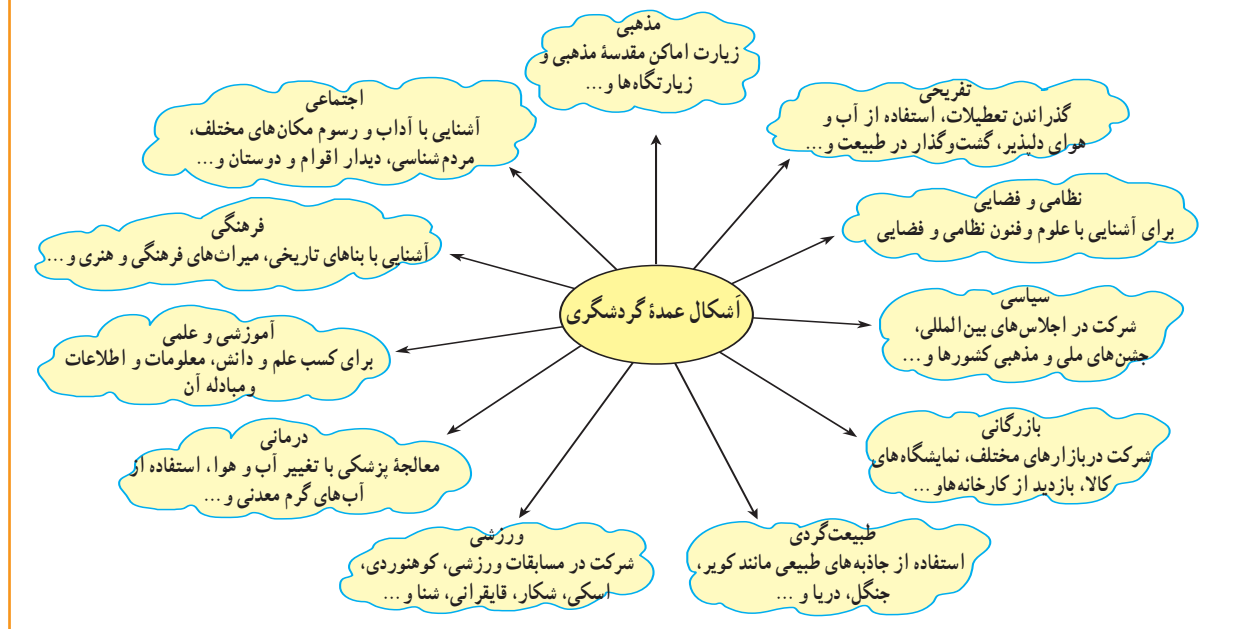 أشکال عمدهٔ گردشگری
مذهبی
زیارت اماکن مقدسهٔ مذهبی و
زیارتگاه‌ها و...
تفریحی
گذراندن تعطیلات، استفاده از آب و
هوای دلپذیر، گشت‌وگذار در طبیعت و...
نظامی و فضایی
برای آشنایی با علوم وفنون نظامی و فضایی
سیاسی
شرکت در اجلاس‌های بین‌المللی،
جشن‌های ملی و مذهبی کشورها و ...
بازرگانی
شرکت دربازارهای مختلف، نمایشگاه‌های
کالا، بازدید از کارخانه‌هاو ...
طبیعت‌گردی
استفاده از جاذبه‌های طبیعی مانند کویر،
جنگل، دریا و ...
ورزشی
شرکت در مسابقات ورزشی، کوهنوردی،
اسکی، شکار، قایقرانی، شنا و ...
درمانی
معالجهٔ پزشکی با تغییر آب و هوا، استفاده از
آب‌های گرم معدنی و ...
آموزشی و علمی
برای کسب علم و دانش، معلومات و اطلاعات
ومبادله آن
فرهنگی
آشنایی با بناهای تاریخی، میراث‌های فرهنگی و هنری و ...
اجتماعی
آشنایی با آداب و رسوم مکان‌های مختلف،
مردم‌شناسی، دیدار اقوام و دوستان و...